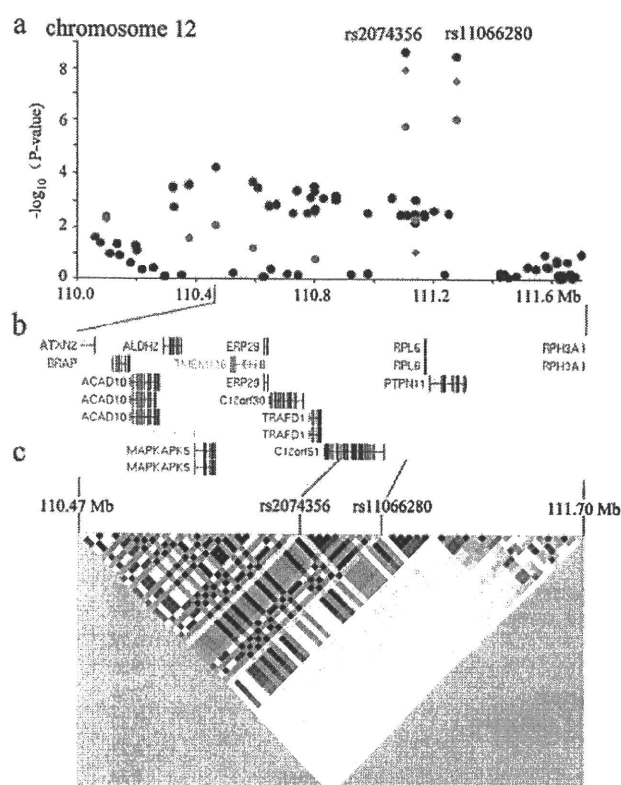 a chromosome 12
rs2074356 rs11066280
-log10 (P-value)
8
6
4
2
0
110.0 110.4 110.8 111.2 111.6 Mb
b
ATXN2 ALDH2 ERP29 RPL6 RPH3A
BRAP TMEM116 RPL6 RPH3A
ACAD10 ERP29 PTPN11
ACAD10 C12orf30
ACAD10 TRAFD1
TRAFD1
MAPKAPK5 C12orf51
MAPKAPK5
c
110.47 Mb rs2074356 rs11066280 111.70 Mb